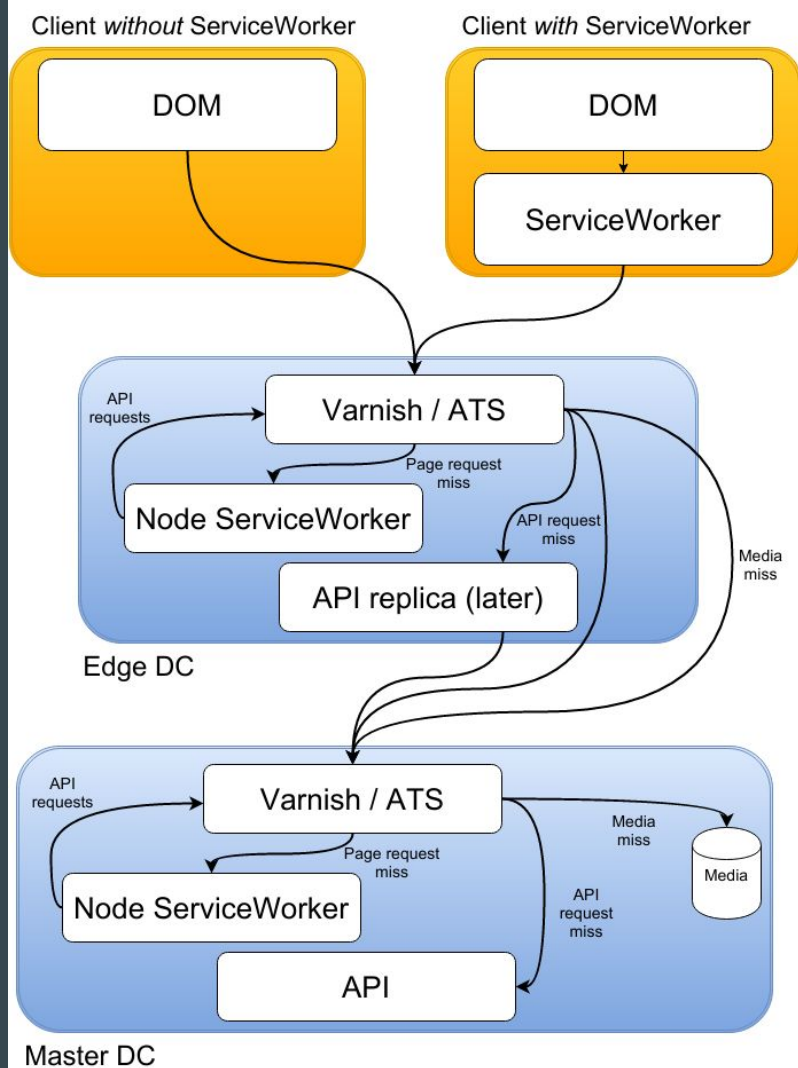 Client without ServiceWorker
Client with ServiceWorker
DOM
DOM
ServiceWorker
Varnish / ATS
API
requests
Page request
miss
Node ServiceWorker
API request
miss
Media
miss
API replica (later)
Edge DC
Varnish / ATS
API
requests
Page request
miss
Media
miss
Media
Node ServiceWorker
API
request
miss
API
Master DC